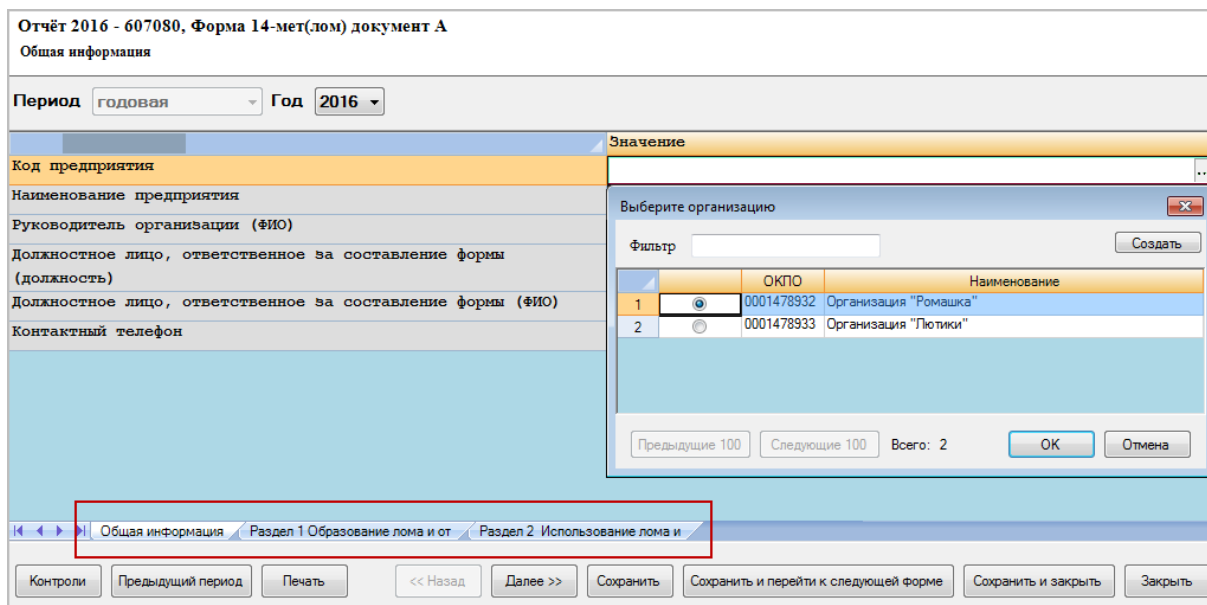 Отчёт 2016 - 607080, Форма 14-мет(лом) документ А
Общая информация
Период годовая Год 2016
Значение
Код предприятия
...
Наименование предприятия
Руководитель организации (ФИО)
Должностное лицо, ответственное за составление формы
(должность)
Должностное лицо, ответственное за составление формы (ФИО)
Контактный телефон
Выберите организацию
Фильтр Создать
ОКПО Наименование
1 0001478932 Организация "Ромашка"
2 0001478933 Организация "Лютики"
Предыдущие 100 Следующие 100 Всего: 2 OK Отмена
Общая информация Раздел 1 Образование лома и от Раздел 2 Использование лома и
Контроли Предыдущий период Печать << Назад Далее >> Сохранить Сохранить и перейти к следующей форме Сохранить и закрыть Закрыть